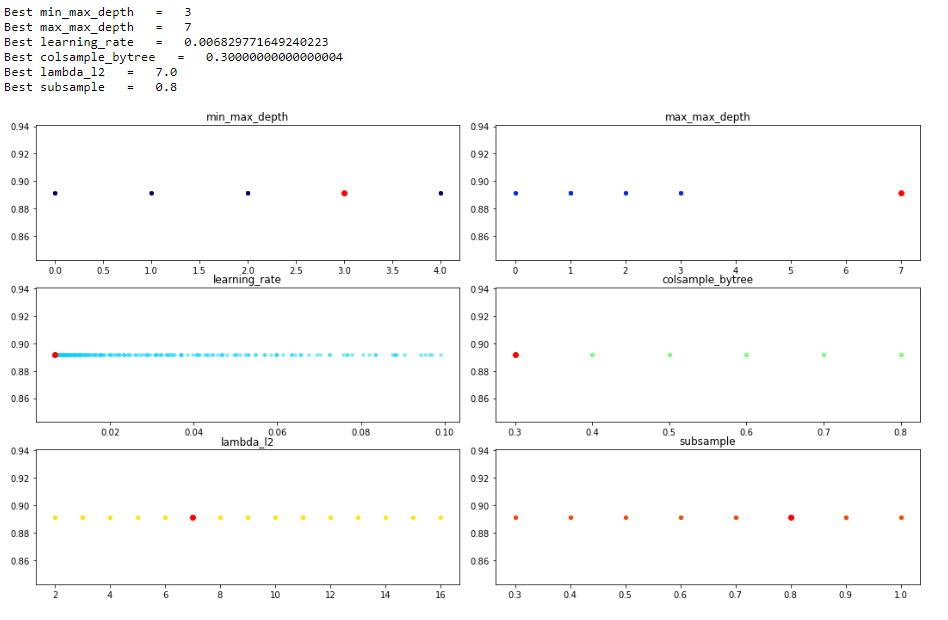 Best min_max_depth = 3
Best max_max_depth = 7
Best learning_rate = 0.006829771649240223
Best colsample_bytree = 0.30000000000000004
Best lambda_l2 = 7.0
Best subsample = 0.8
min_max_depth
0.94
0.92
0.90
0.88
0.86
0.0 0.5 1.0 1.5 2.0 2.5 3.0 3.5 4.0
max_max_depth
0.94
0.92
0.90
0.88
0.86
0 1 2 3 4 5 6 7
learning_rate
0.94
0.92
0.90
0.88
0.86
0.02 0.04 0.06 0.08 0.10
colsample_bytree
0.94
0.92
0.90
0.88
0.86
0.3 0.4 0.5 0.6 0.7 0.8
lambda_l2
0.94
0.92
0.90
0.88
0.86
2 4 6 8 10 12 14 16
subsample
0.94
0.92
0.90
0.88
0.86
0.3 0.4 0.5 0.6 0.7 0.8 0.9 1.0